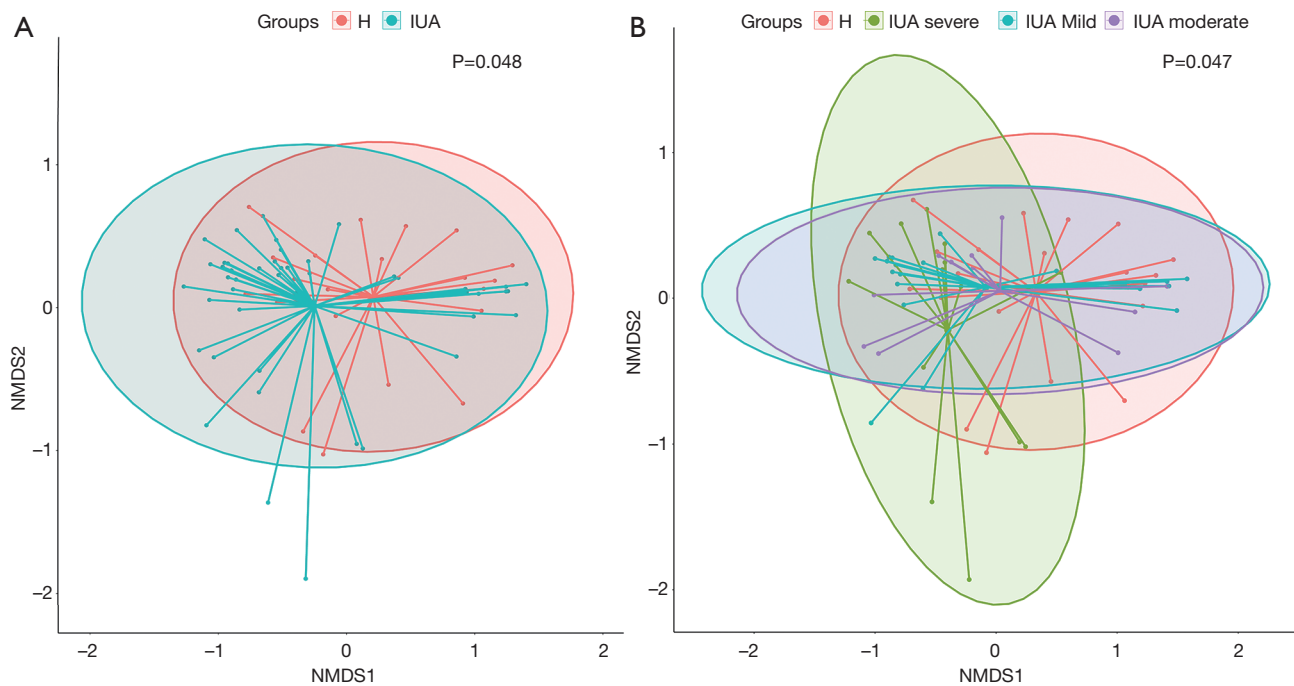 A
Groups H IUA
P=0.048
NMDS2
1
0
−1
−2
−2 −1 0 1 2
NMDS1
B
Groups H IUA severe IUA Mild IUA moderate
P=0.047
NMDS2
1
0
−1
−2
−2 −1 0 1 2
NMDS1